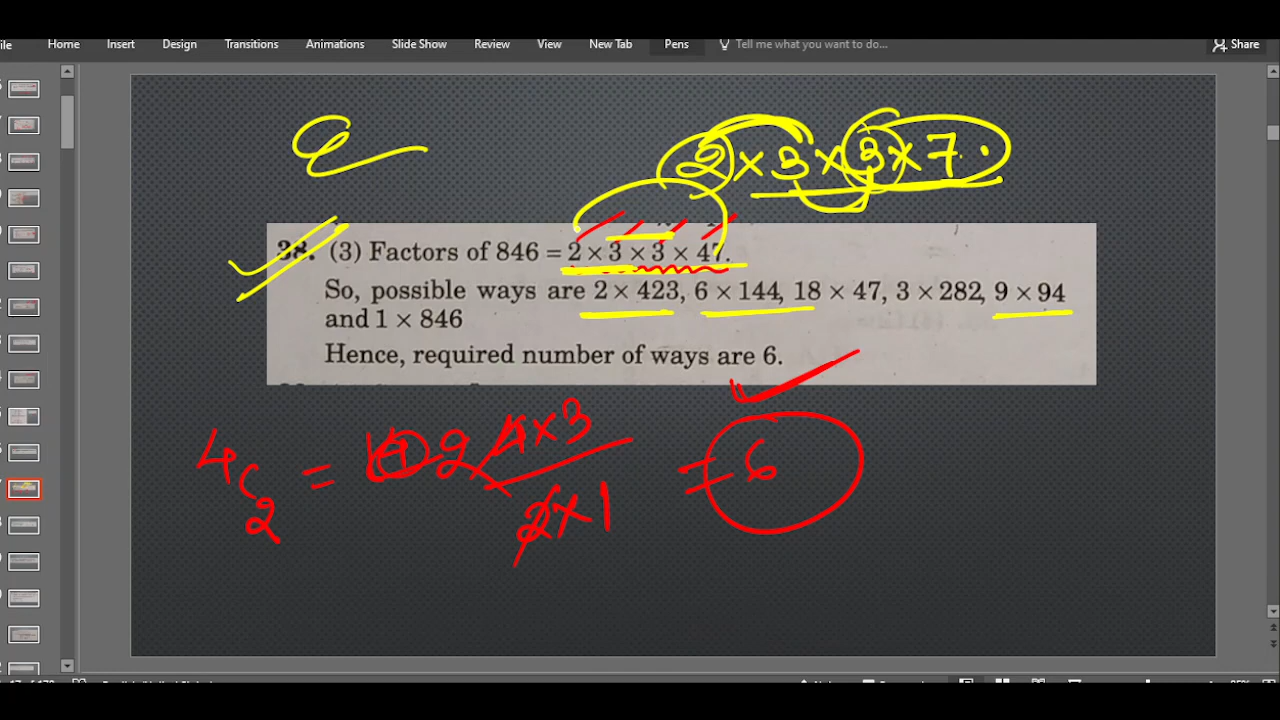 File Home Insert Design Transitions Animations Slide Show Review View New Tab Pens Tell me what you want to do... Share
2 × 3 × 3 × 7.
38. (3) Factors of 846 = 2 × 3 × 3 × 47.
So, possible ways are 2 × 423, 6 × 144, 18 × 47, 3 × 282, 9 × 94
and 1 × 846
Hence, required number of ways are 6.
4C2 = 2 4×3 / 2×1 = 6